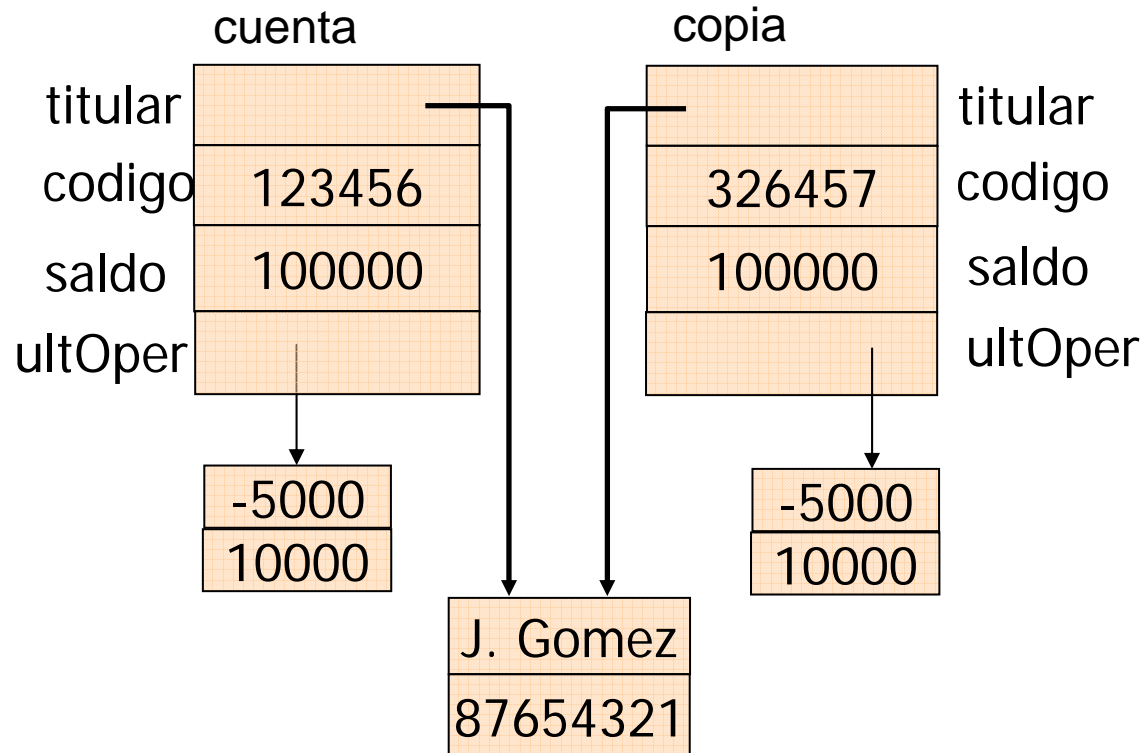 cuenta
titular
codigo
123456
saldo
100000
ultOper
-5000
10000
copia
titular
326457
codigo
100000
saldo
ultOper
-5000
10000
J. Gomez
87654321